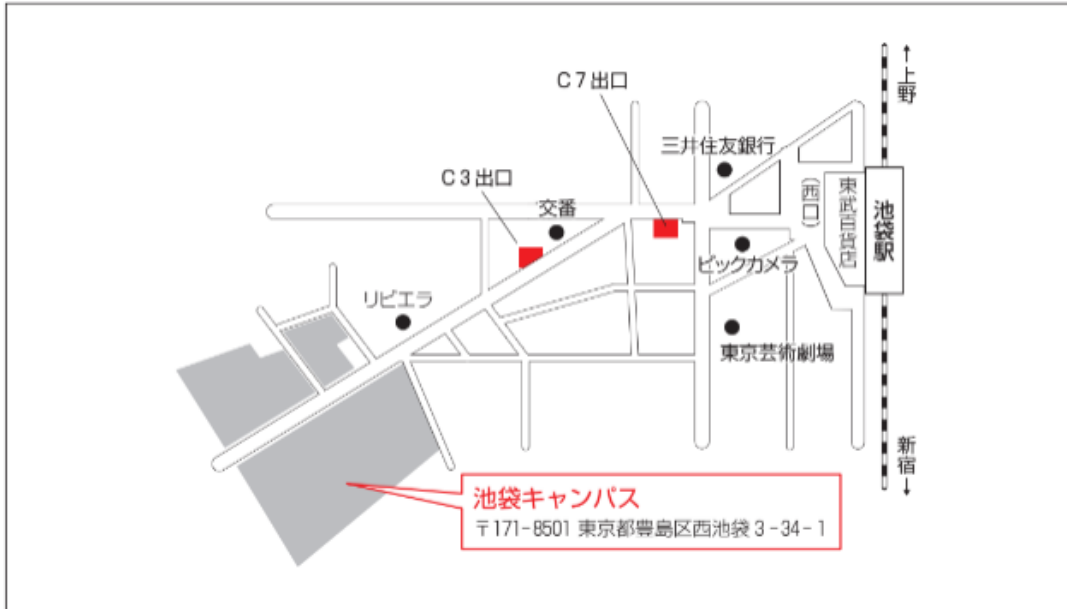 ↑上野
C7出口
三井住友銀行
C3出口
交番
(西口)
東武百貨店
池袋駅
ビックカメラ
リビエラ
東京芸術劇場
新宿↓
池袋キャンパス
〒171-8501 東京都豊島区西池袋3-34-1